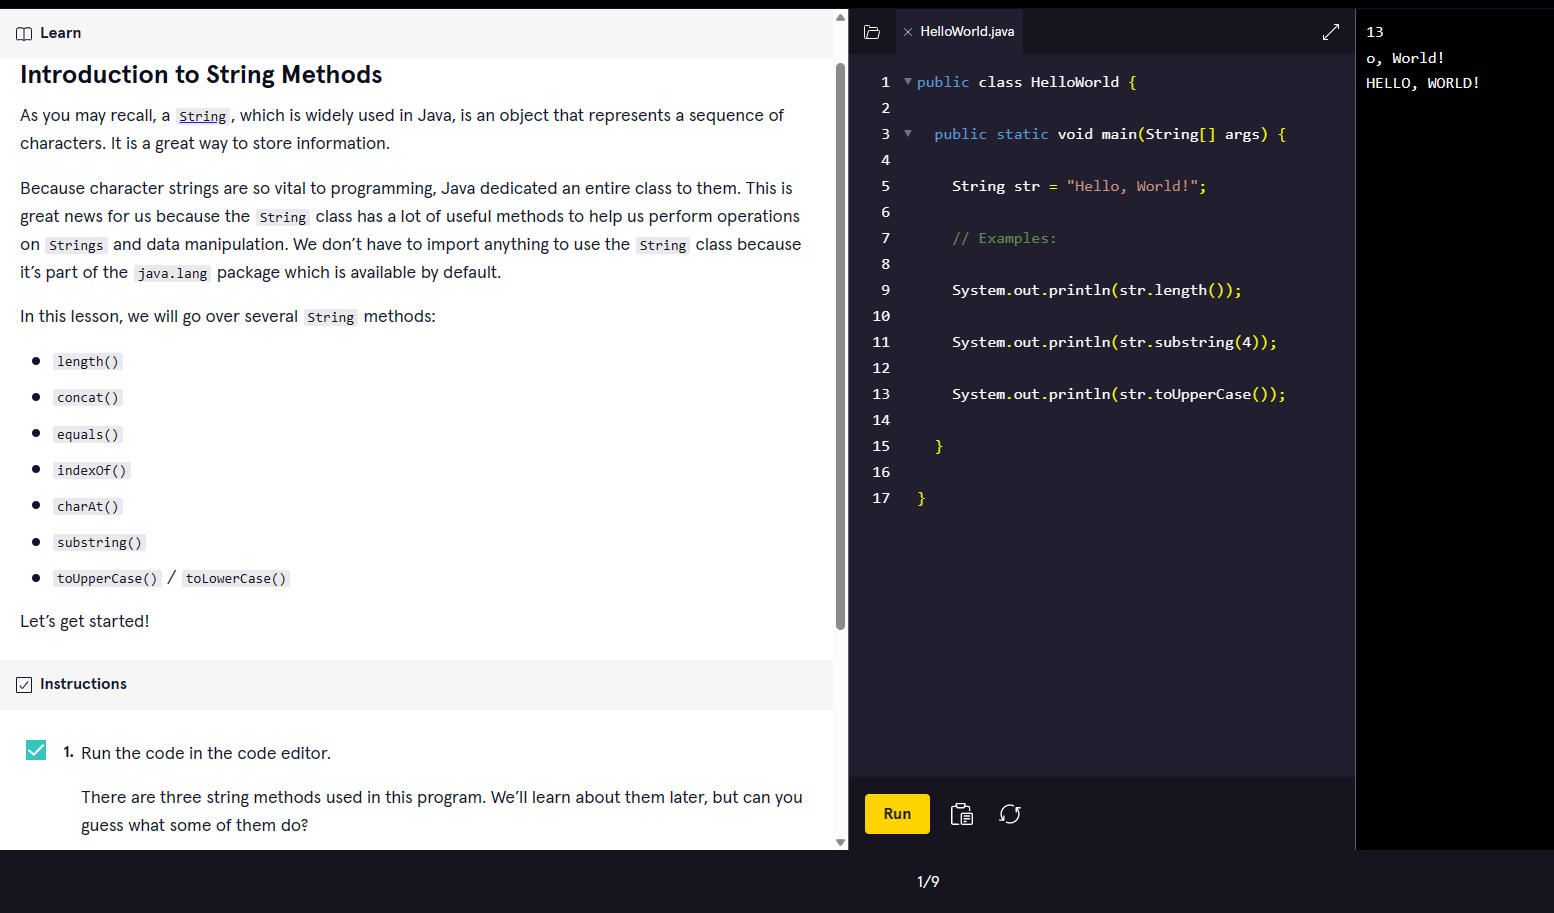 Learn
Introduction to String Methods
As you may recall, a String, which is widely used in Java, is an object that represents a sequence of
characters. It is a great way to store information.
Because character strings are so vital to programming, Java dedicated an entire class to them. This is
great news for us because the String class has a lot of useful methods to help us perform operations
on Strings and data manipulation. We don’t have to import anything to use the String class because
it’s part of the java.lang package which is available by default.
In this lesson, we will go over several String methods:
length()
concat()
equals()
indexOf()
charAt()
substring()
toUpperCase() / toLowerCase()
Let’s get started!
Instructions
1. Run the code in the code editor.
There are three string methods used in this program. We’ll learn about them later, but can you
guess what some of them do?
HelloWorld.java
1 public class HelloWorld {
2
3 public static void main(String[] args) {
4
5 String str = "Hello, World!";
6
7 // Examples:
8
9 System.out.println(str.length());
10
11 System.out.println(str.substring(4));
12
13 System.out.println(str.toUpperCase());
14
15 }
16
17 }
Run
13
o, World!
HELLO, WORLD!
1/9